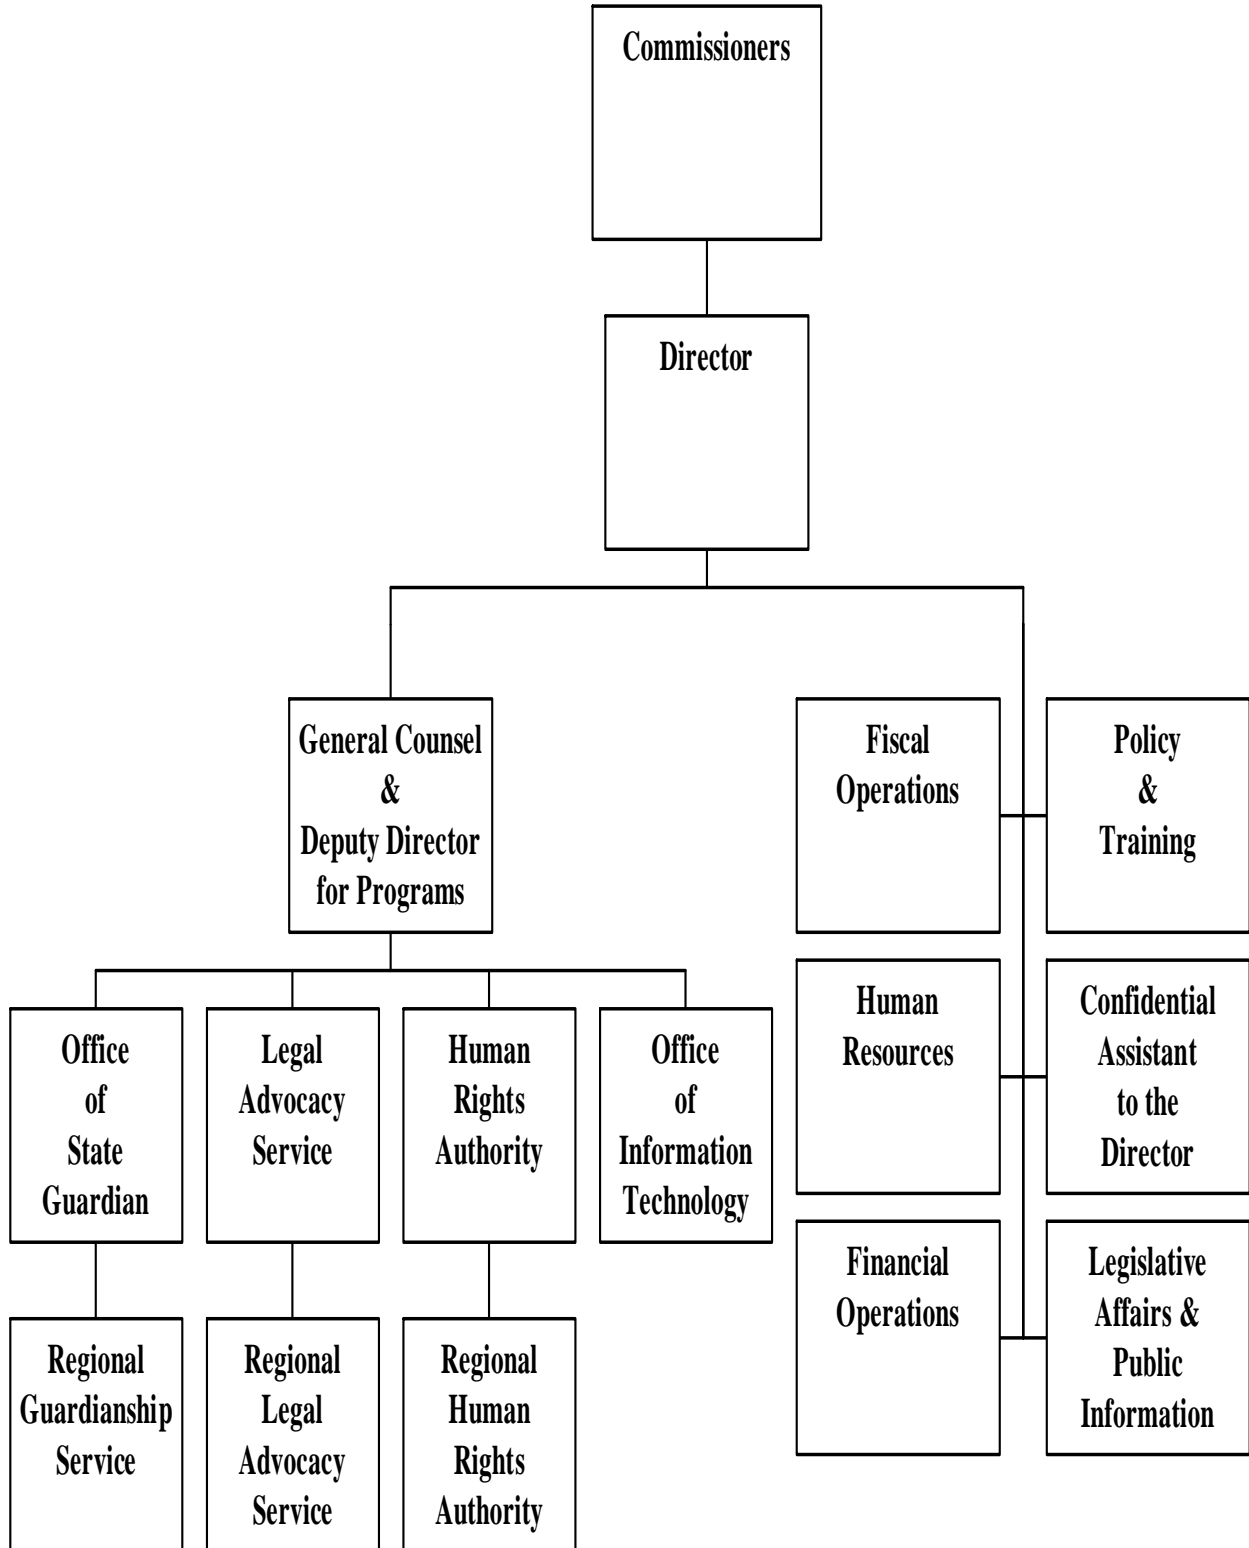 Commissioners
Director
General Counsel
&
Deputy Director
for Programs
Fiscal
Operations
Policy
&
Training
Human
Resources
Confidential
Assistant
to the
Director
Financial
Operations
Legislative
Affairs &
Public
Information
Office
of
State
Guardian
Legal
Advocacy
Service
Human
Rights
Authority
Office
of
Information
Technology
Regional
Guardianship
Service
Regional
Legal
Advocacy
Service
Regional
Human
Rights
Authority